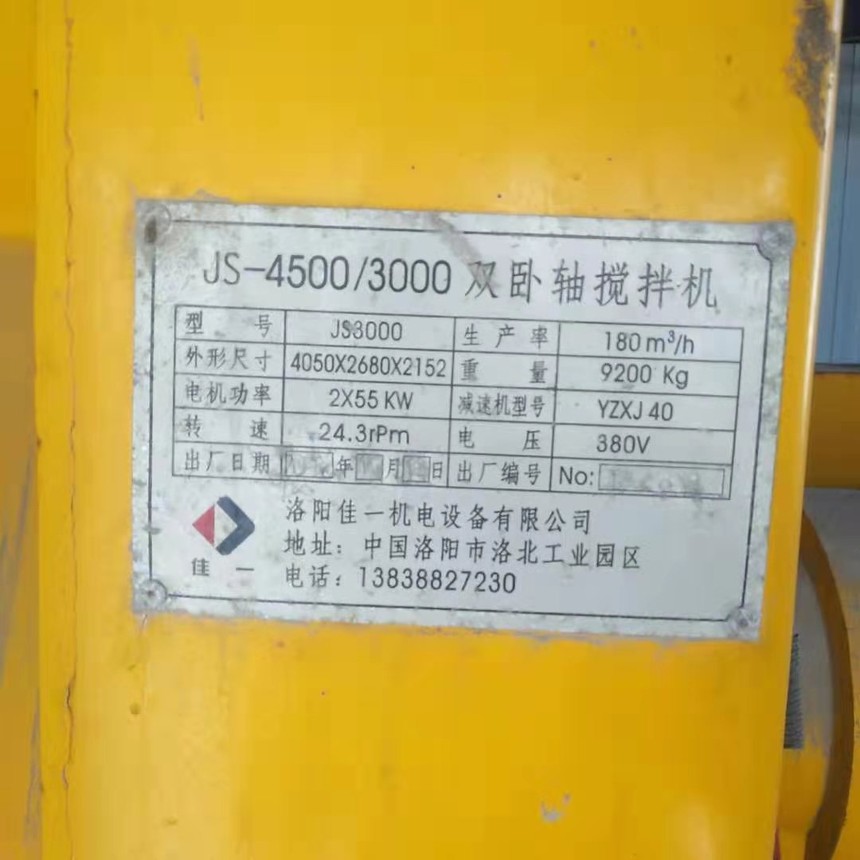 JS-4500/3000 双卧轴搅拌机
型号 JS3000 生产率 180m³/h
外形尺寸 4050X2680X2152 重量 9200 Kg
电机功率 2X55 KW 减速机型号 YZXJ 40
转速 24.3rPm 电压 380V
出厂日期 年 月 日 出厂编号 No:
洛阳佳一机电设备有限公司
地址：中国洛阳市洛北工业园区
佳一 电话：13838827230